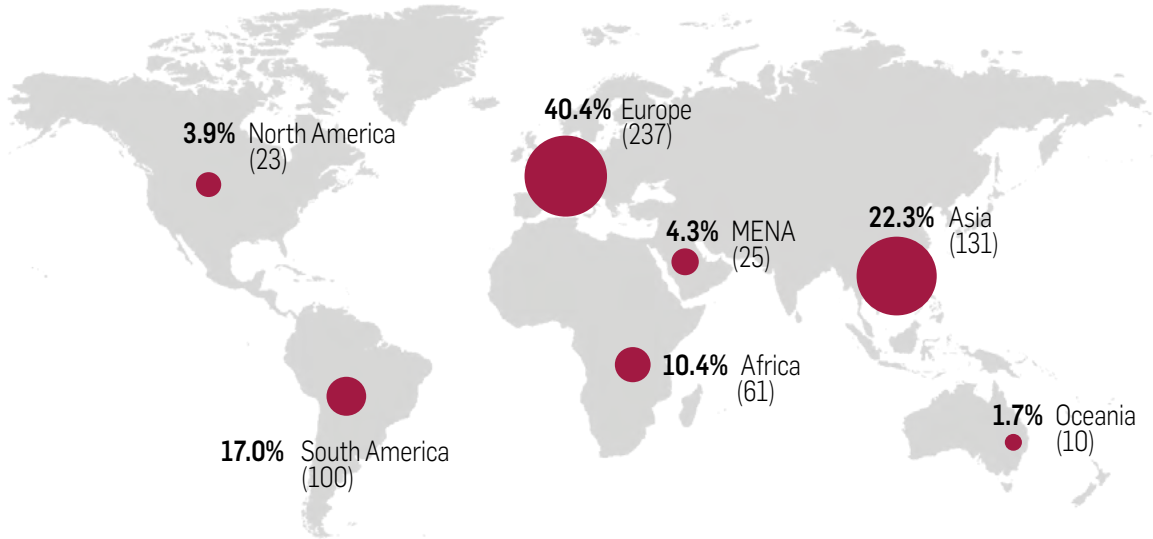 40.4% Europe
(237)
3.9% North America
(23)
22.3% Asia
(131)
4.3% MENA
(25)
10.4% Africa
(61)
1.7% Oceania
(10)
17.0% South America
(100)